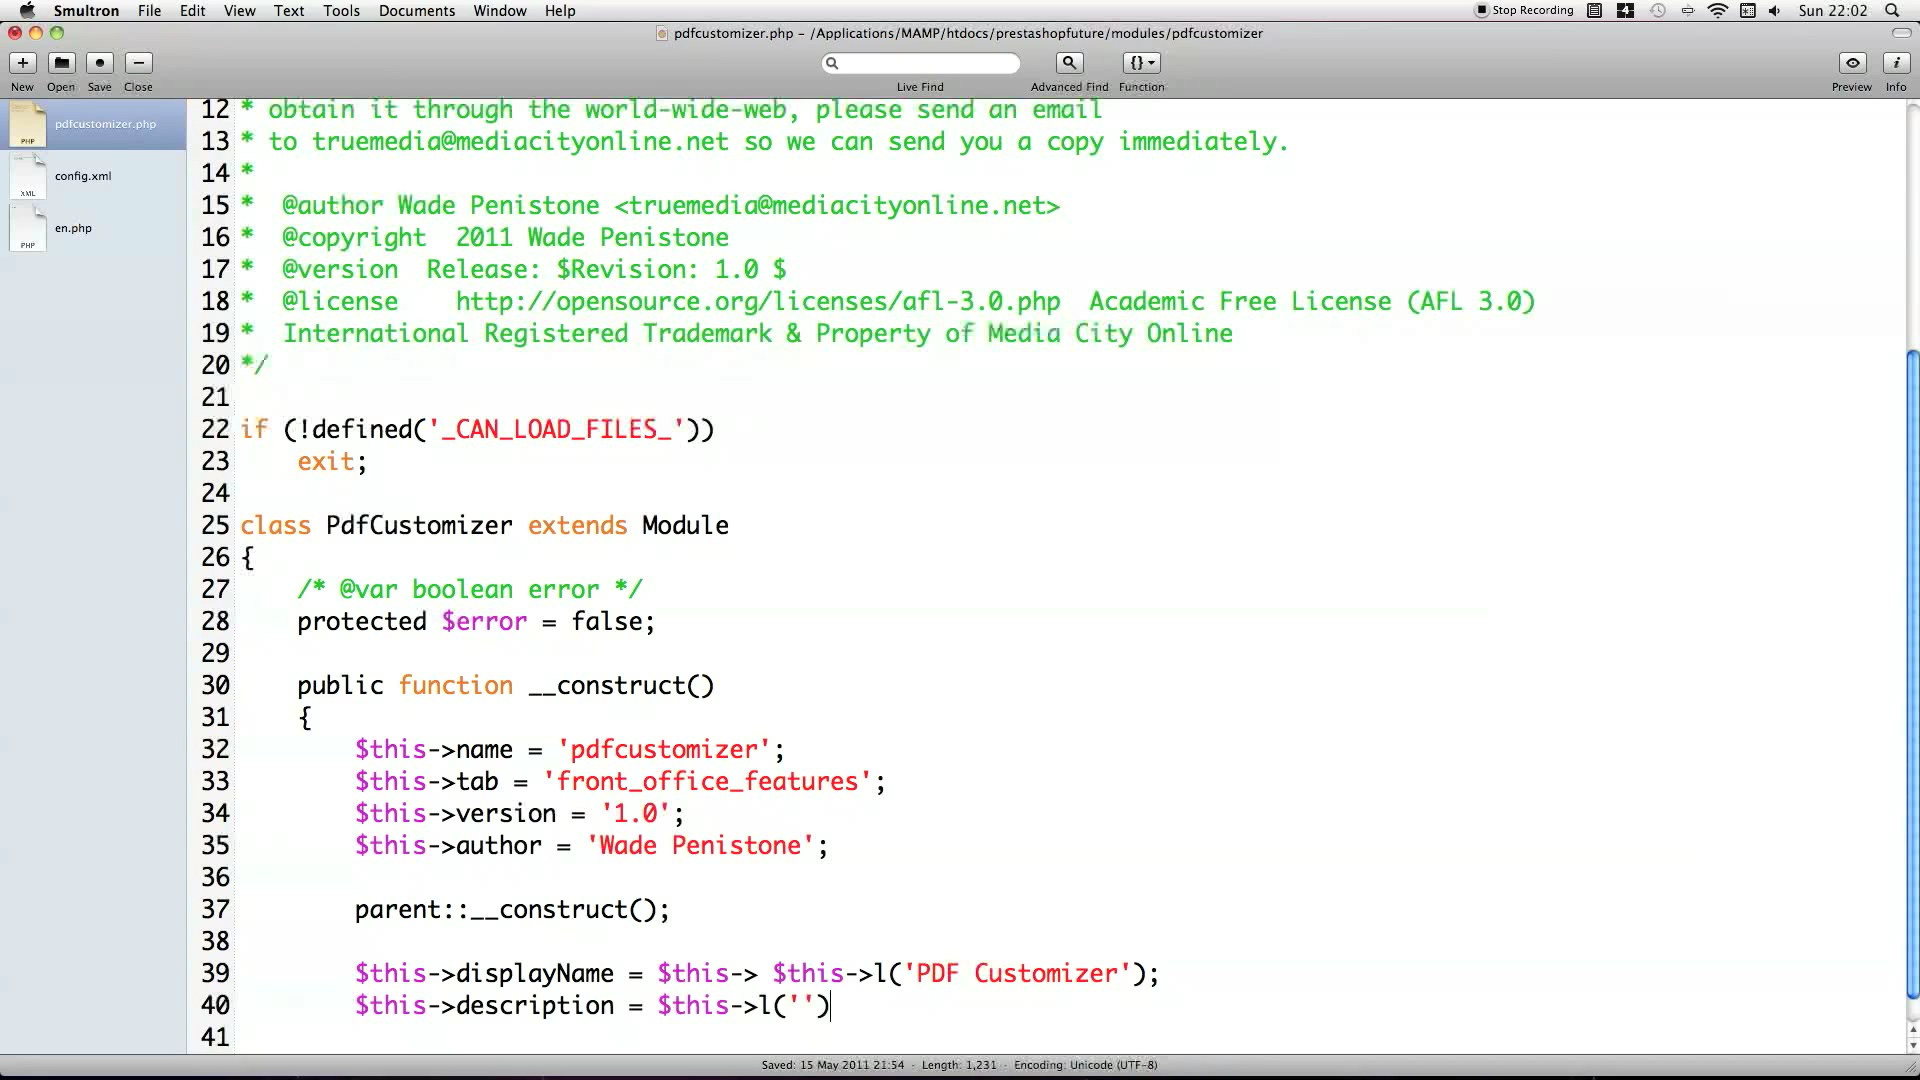 Smultron File Edit View Text Tools Documents Window Help Stop Recording 4 Sun 22:02
pdfcustomizer.php – /Applications/MAMP/htdocs/prestashopfuture/modules/pdfcustomizer
New Open Save Close Live Find Advanced Find {} Function Preview i Info
PHP pdfcustomizer.php
XML config.xml
PHP en.php
12 * obtain it through the world-wide-web, please send an email
13 * to truemedia@mediacityonline.net so we can send you a copy immediately.
14 *
15 *  @author Wade Penistone <truemedia@mediacityonline.net>
16 *  @copyright  2011 Wade Penistone
17 *  @version  Release: $Revision: 1.0 $
18 *  @license    http://opensource.org/licenses/afl-3.0.php  Academic Free License (AFL 3.0)
19 *  International Registered Trademark & Property of Media City Online
20 */
21
22 if (!defined('_CAN_LOAD_FILES_'))
23     exit;
24
25 class PdfCustomizer extends Module
26 {
27     /* @var boolean error */
28     protected $error = false;
29
30     public function __construct()
31     {
32         $this->name = 'pdfcustomizer';
33         $this->tab = 'front_office_features';
34         $this->version = '1.0';
35         $this->author = 'Wade Penistone';
36
37         parent::__construct();
38
39         $this->displayName = $this-> $this->l('PDF Customizer');
40         $this->description = $this->l('')
41
Saved: 15 May 2011 21:54 · Length: 1,231 · Encoding: Unicode (UTF-8)